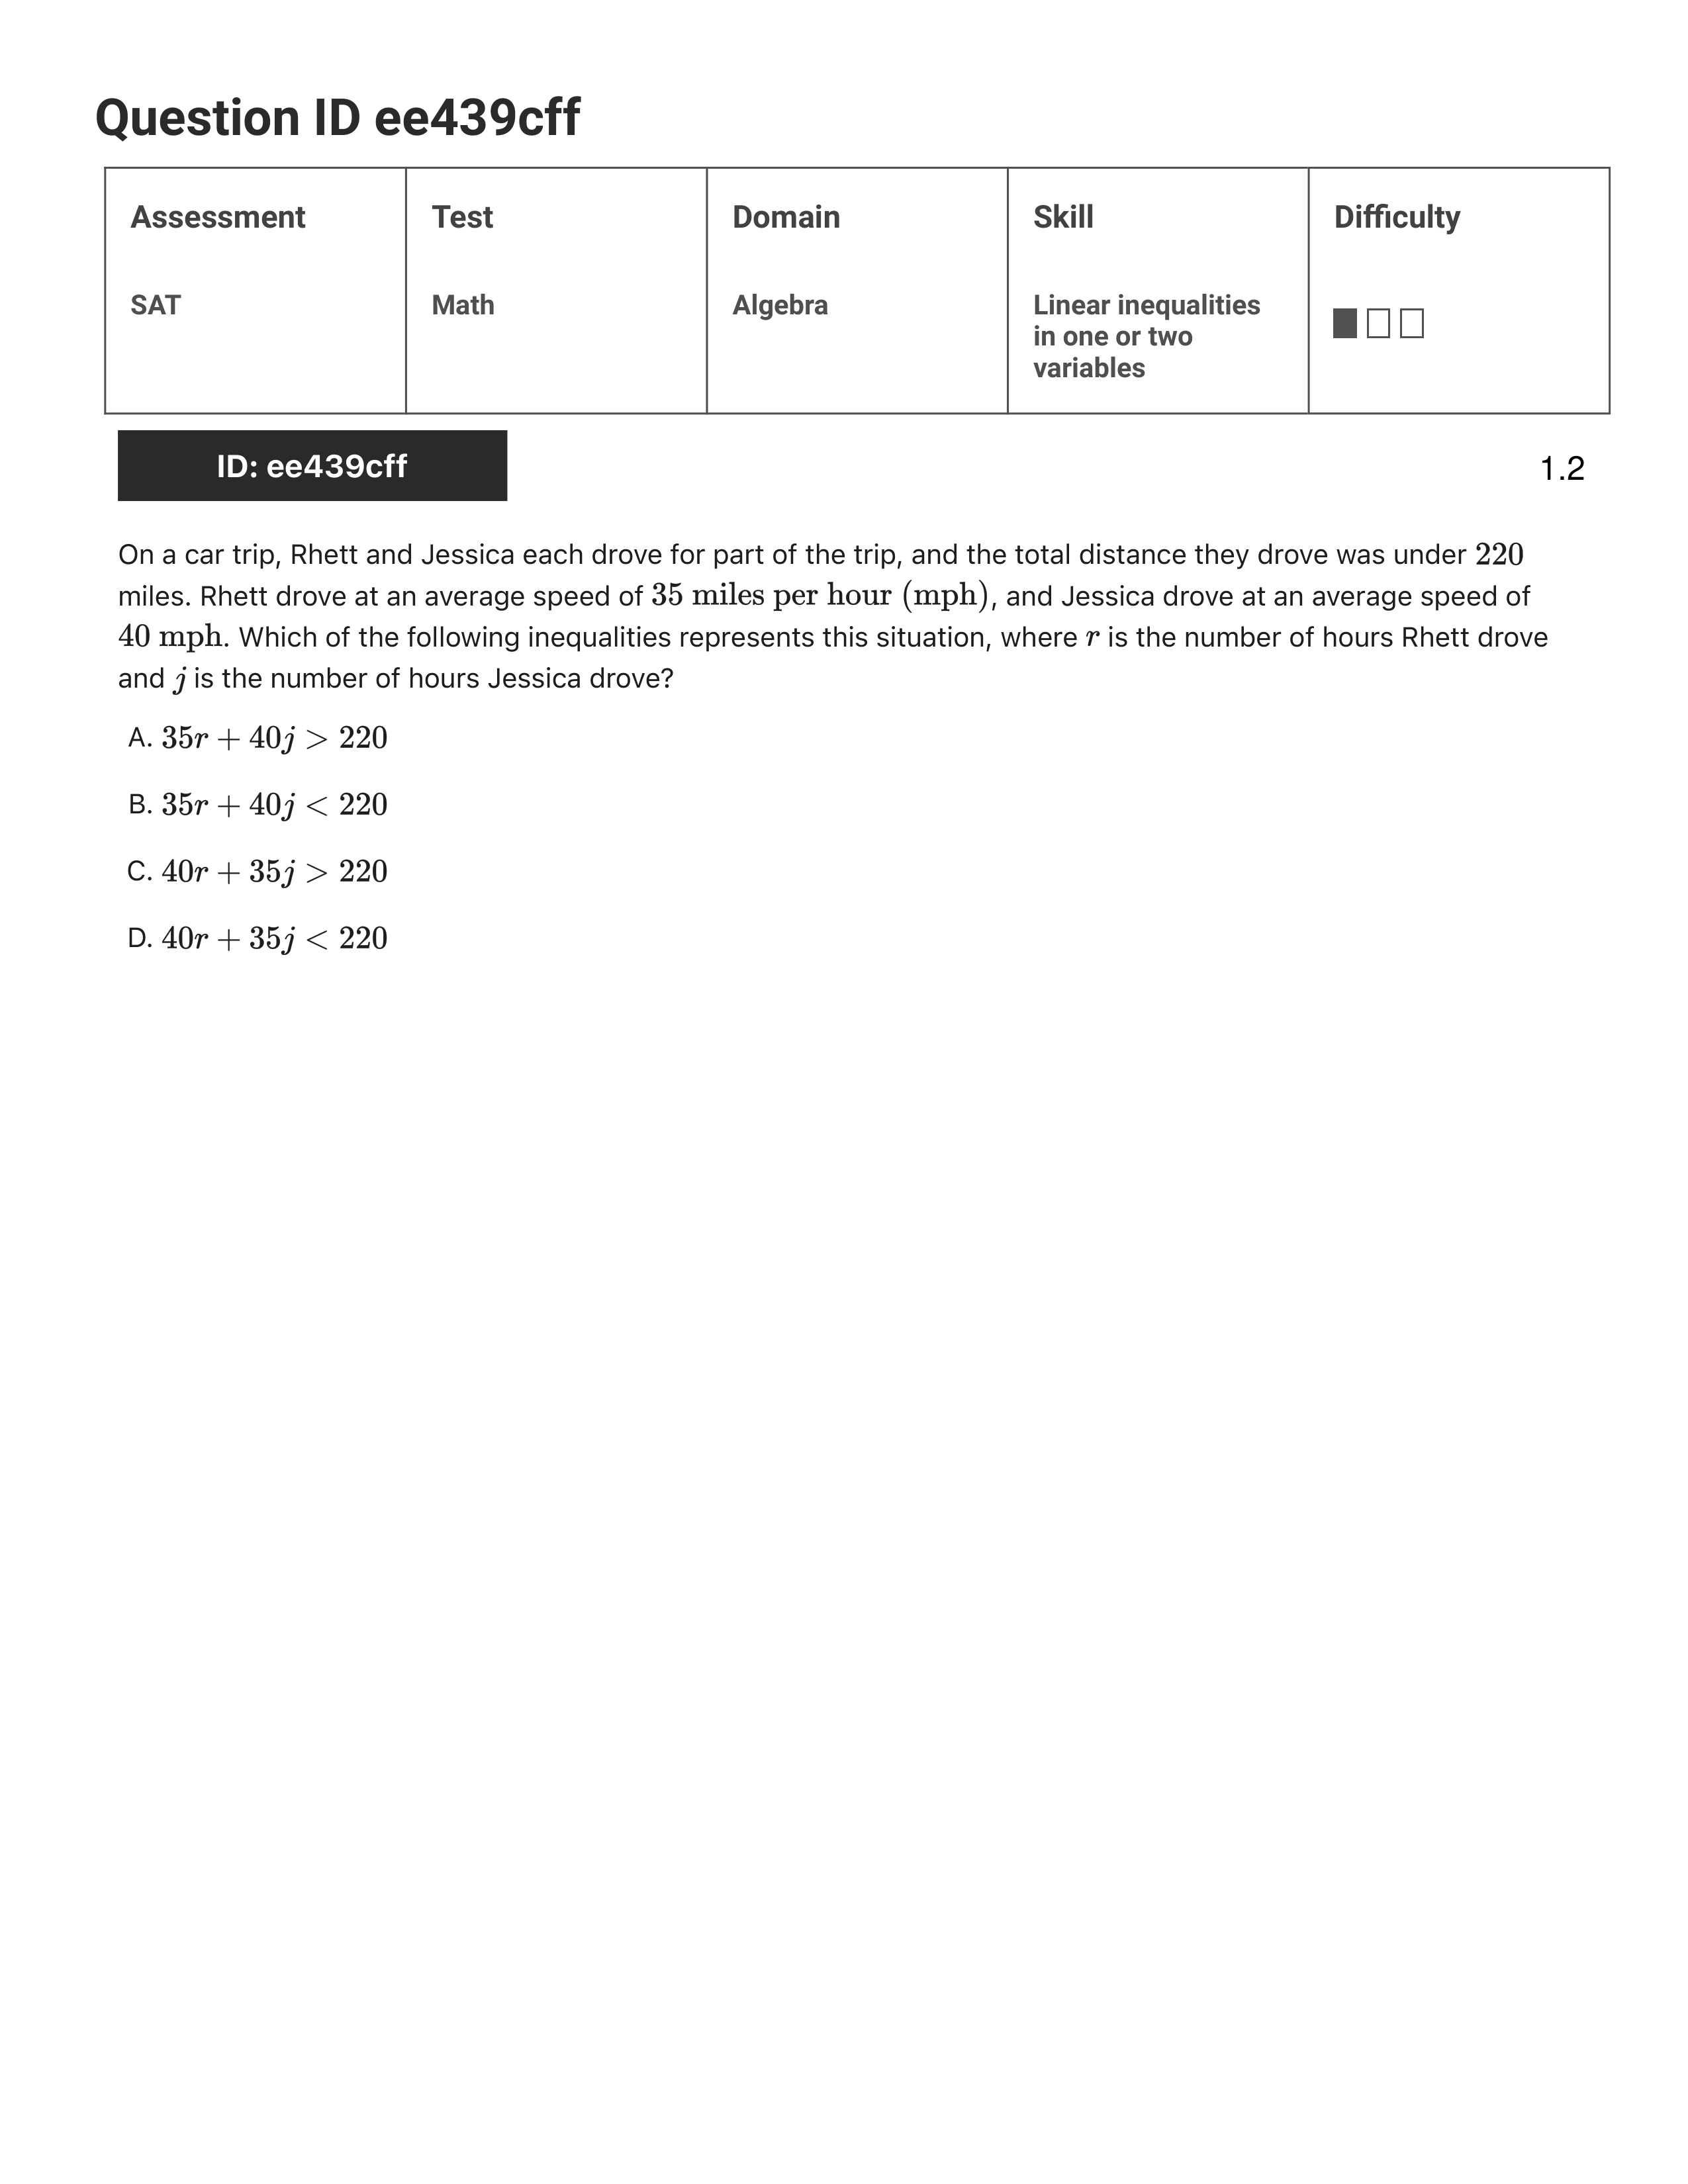 Question ID ee439cff
Assessment Test Domain Skill Difficulty
SAT Math Algebra Linear inequalities
in one or two
variables
ID: ee439cff 1.2
On a car trip, Rhett and Jessica each drove for part of the trip, and the total distance they drove was under 220
miles. Rhett drove at an average speed of 35 miles per hour (mph), and Jessica drove at an average speed of
40 mph. Which of the following inequalities represents this situation, where r is the number of hours Rhett drove
and j is the number of hours Jessica drove?
A. 35r + 40j > 220
B. 35r + 40j < 220
C. 40r + 35j > 220
D. 40r + 35j < 220